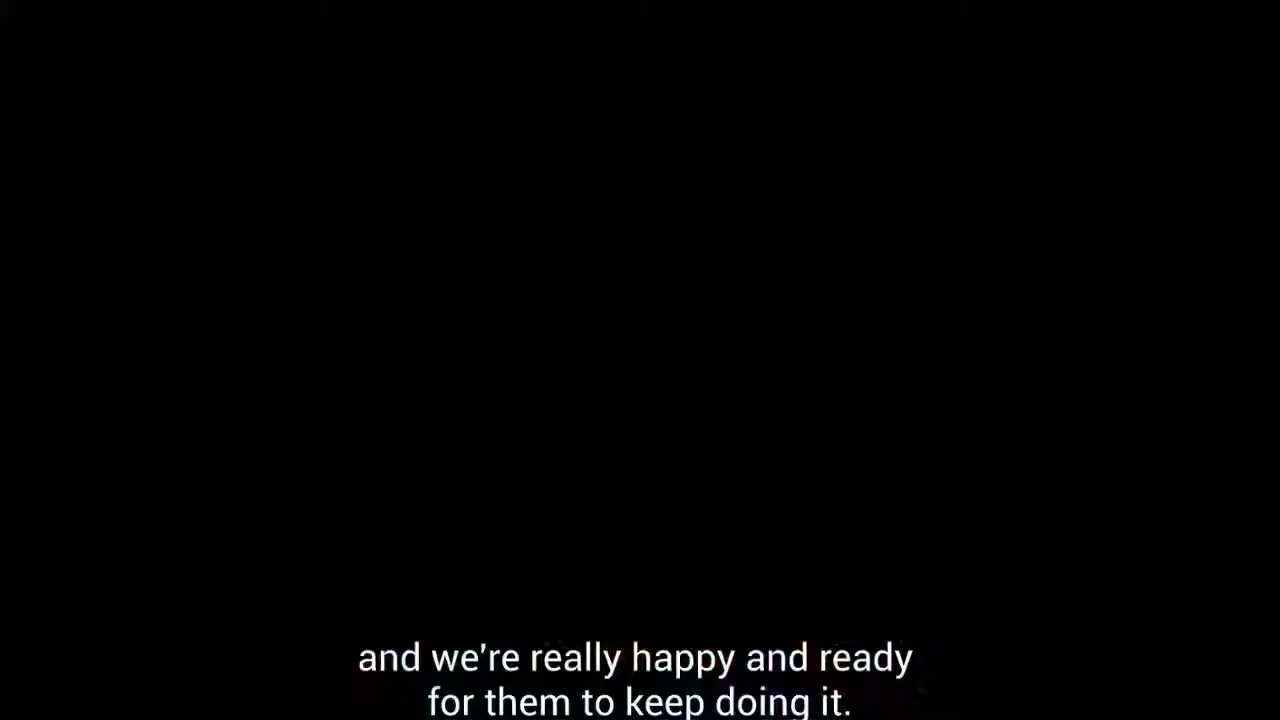 and we're really happy and ready
for them to keep doing it.